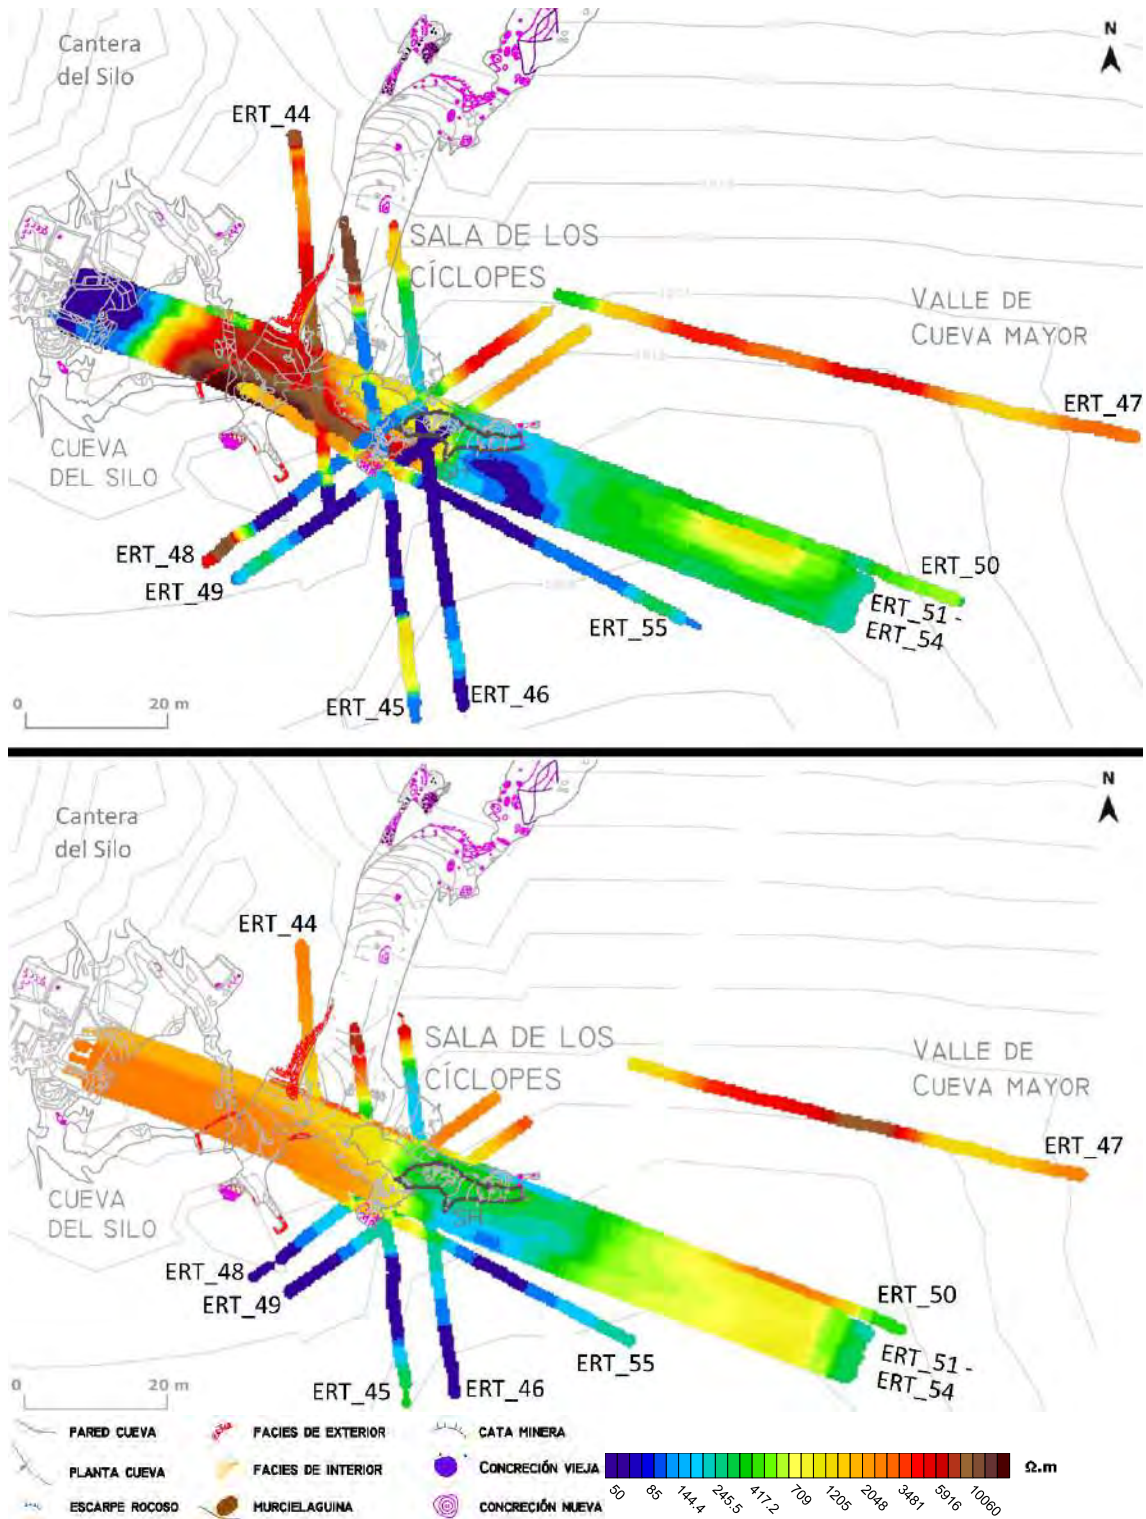 Cantera
del Silo
N
ERT_44
SALA DE LOS
CÍCLOPES
VALLE DE
CUEVA MAYOR
ERT_47
CUEVA
DEL SILO
ERT_48
ERT_49
ERT_50
ERT_51 -
ERT_54
ERT_55
ERT_45
ERT_46
0 20 m
Cantera
del Silo
N
ERT_44
SALA DE LOS
CÍCLOPES
VALLE DE
CUEVA MAYOR
ERT_47
CUEVA
DEL SILO
SH
ERT_48
ERT_49
ERT_50
ERT_51 -
ERT_54
ERT_55
ERT_45
ERT_46
0 20 m
PARED CUEVA
FACIES DE EXTERIOR
CATA MINERA
PLANTA CUEVA
FACIES DE INTERIOR
CONCRECIÓN VIEJA
ESCARPE ROCOSO
MURCIELAGUINA
CONCRECIÓN NUEVA
Ω.m
50 85 144.4 245.5 417.2 709 1205 2048 3481 5916 10060